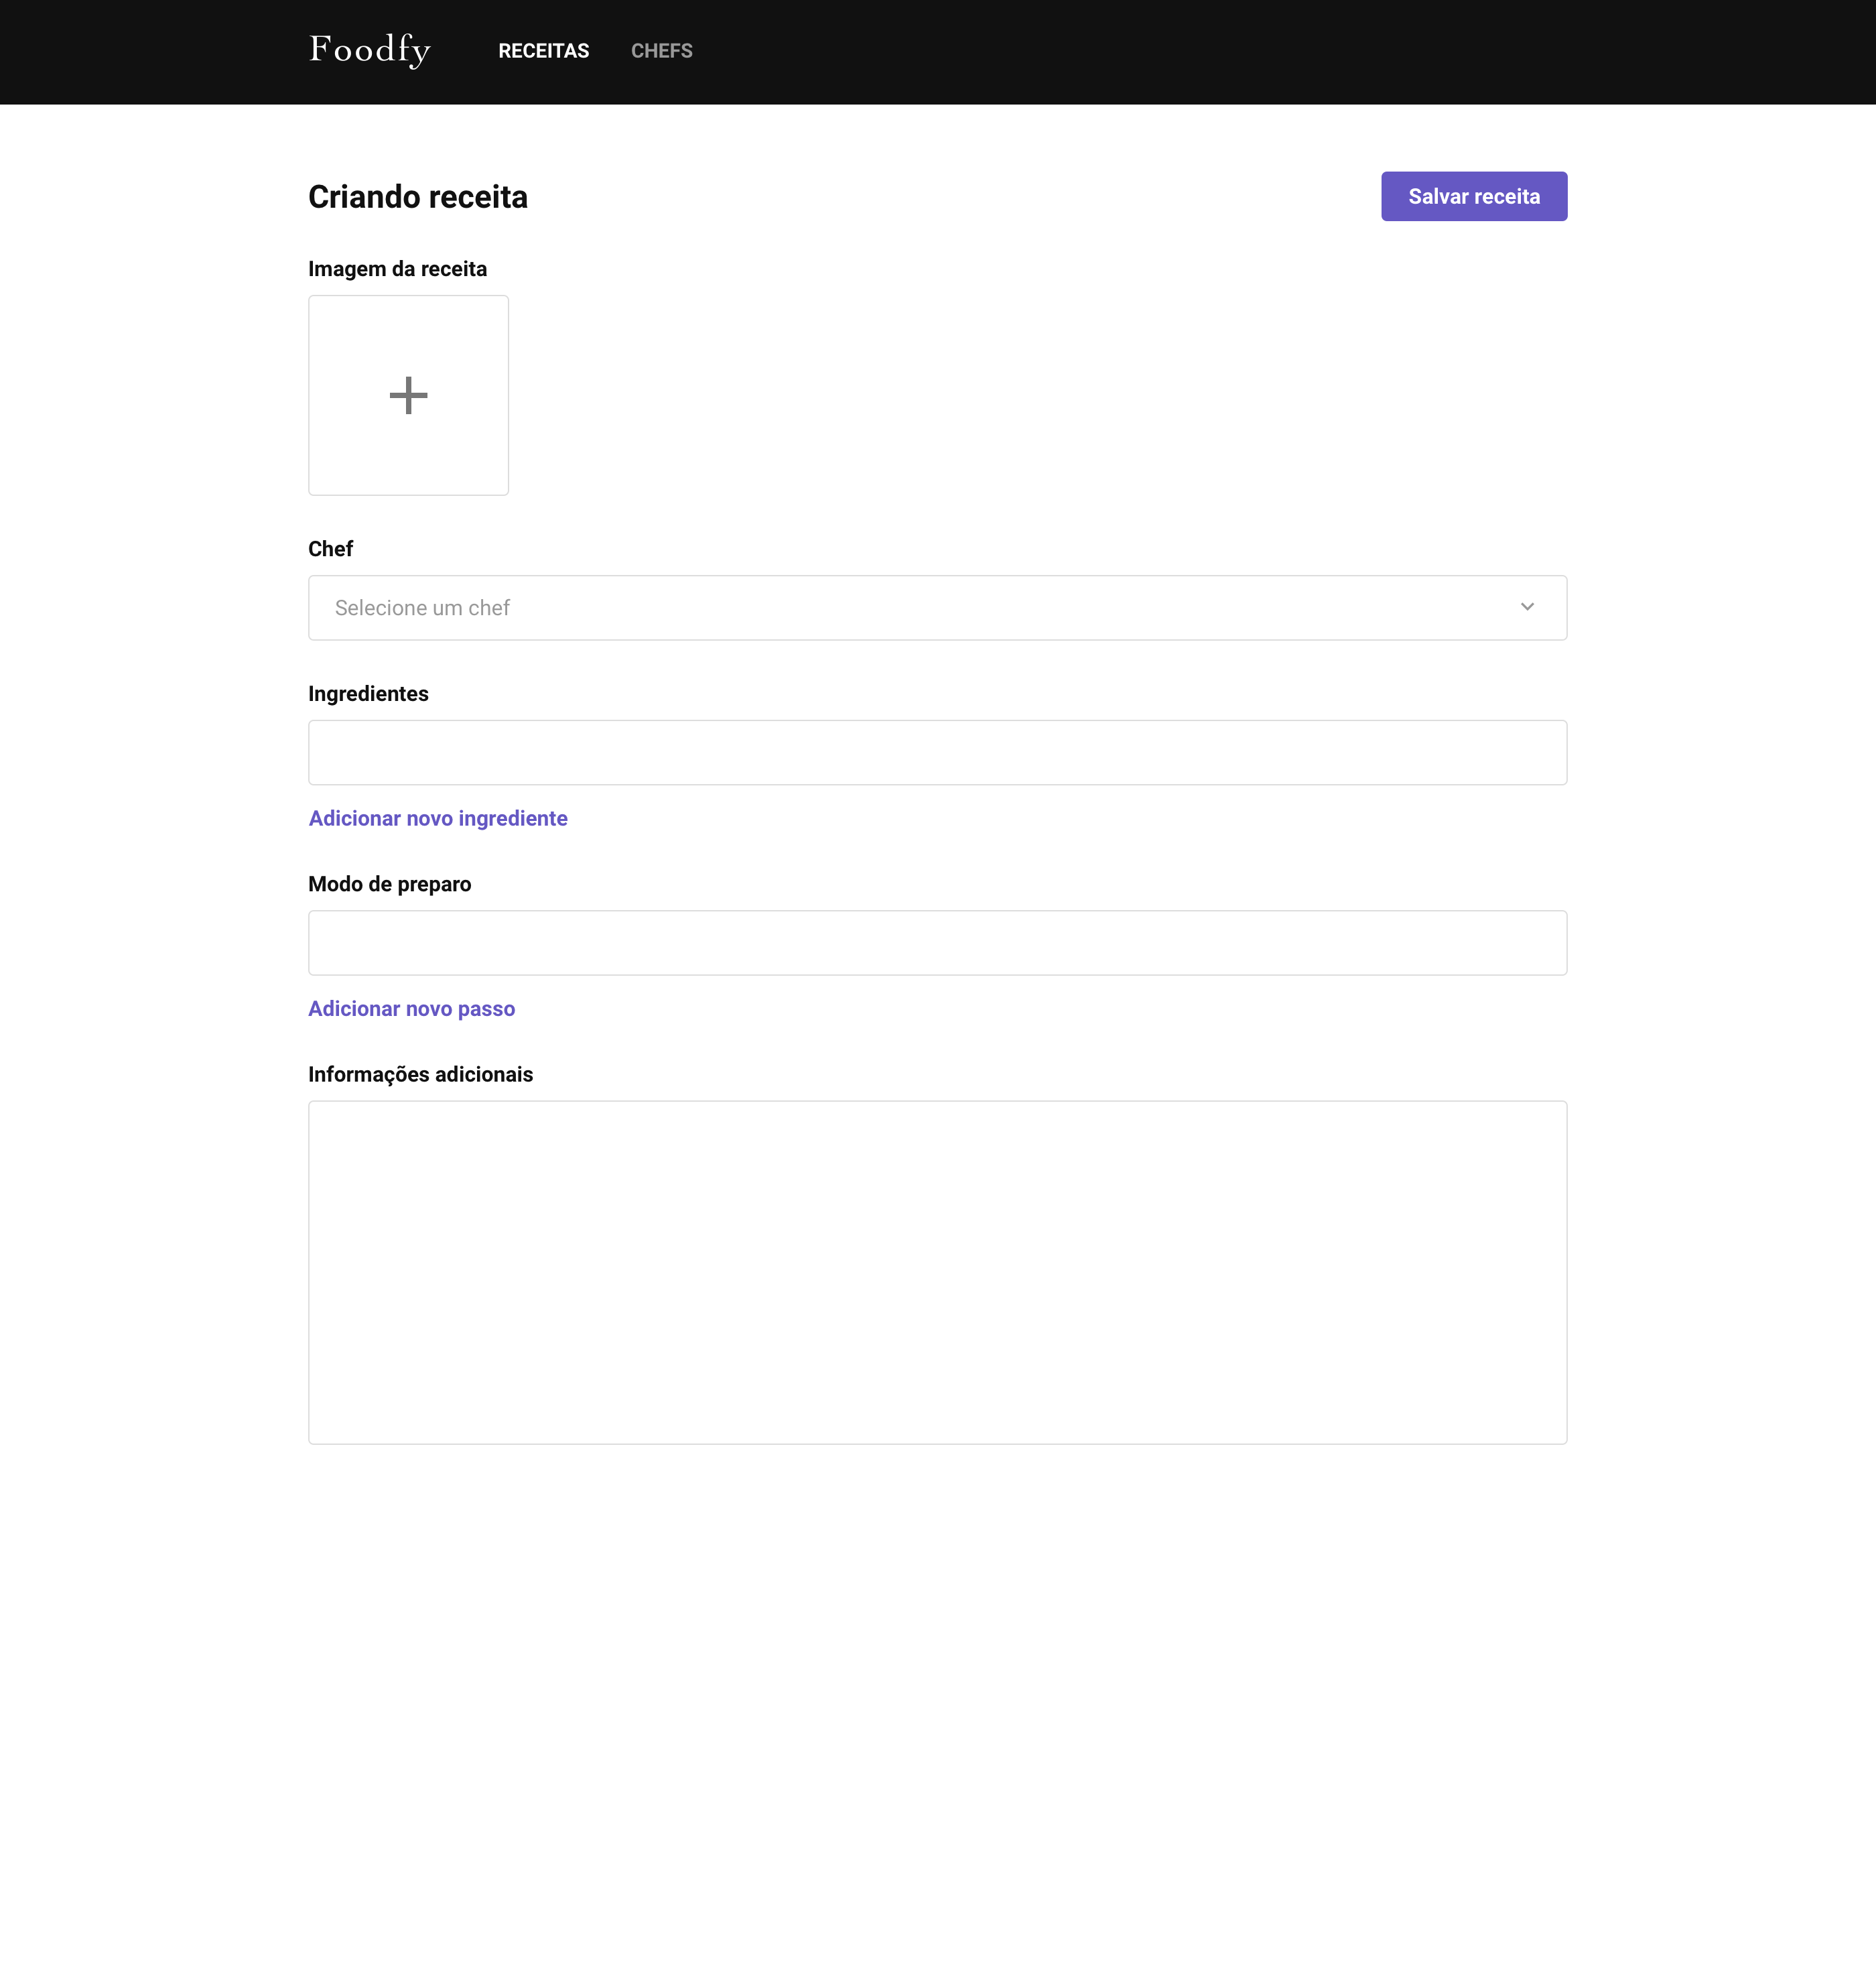 Foodfy RECEITAS CHEFS
Criando receita Salvar receita
Imagem da receita
Chef
Selecione um chef
Ingredientes
Adicionar novo ingrediente
Modo de preparo
Adicionar novo passo
Informações adicionais